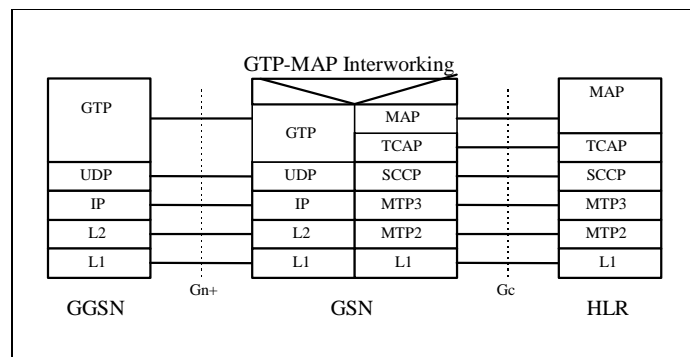 GTP-MAP Interworking
GTP
GTP
MAP
MAP
TCAP
TCAP
UDP
UDP
SCCP
SCCP
IP
IP
MTP3
MTP3
L2
L2
MTP2
MTP2
L1
L1
L1
L1
Gn+
Gc
GGSN
GSN
HLR